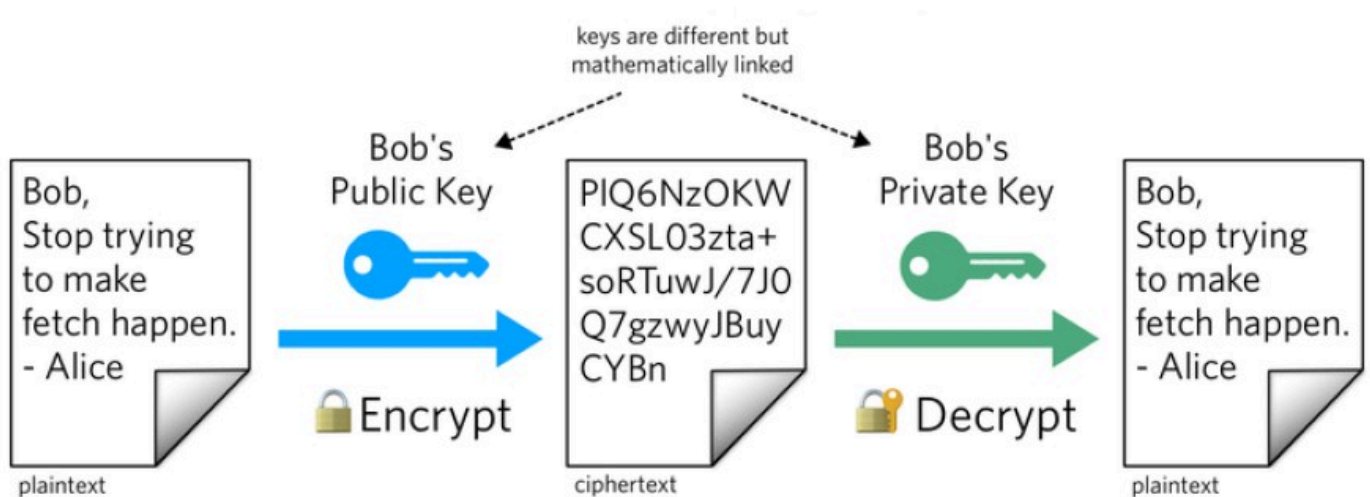 keys are different but
mathematically linked
Bob's
Public Key
Bob's
Private Key
Bob,
Stop trying
to make
fetch happen.
- Alice
PIQ6NzOKW
CXSL03zta+
soRTuwJ/7J0
Q7gzwyJBuy
CYBn
Bob,
Stop trying
to make
fetch happen.
- Alice
Encrypt
Decrypt
plaintext
ciphertext
plaintext